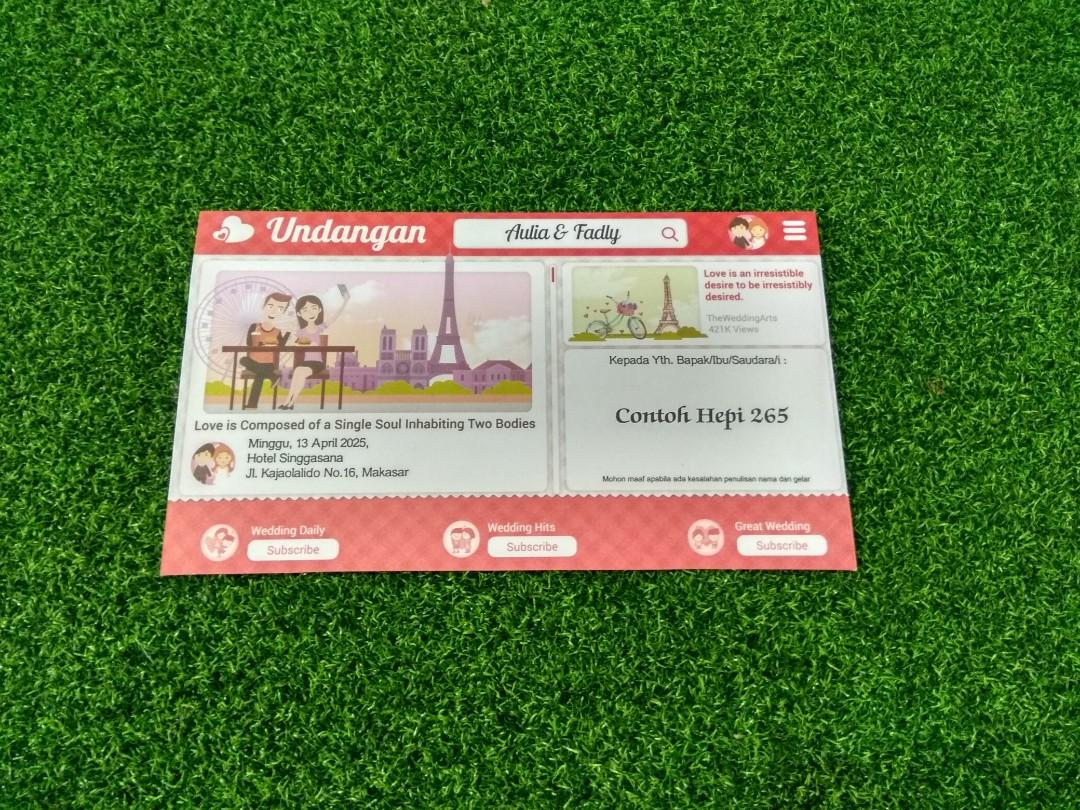 Undangan
Aulia & Fadly
Love is Composed of a Single Soul Inhabiting Two Bodies
Minggu, 13 April 2025,
Hotel Singgasana
Jl. Kajaolalido No.16, Makasar
Love is an irresistible
desire to be irresistibly
desired.
TheWeddingArts
421K Views
Kepada Yth. Bapak/Ibu/Saudara/i :
Contoh Hepi 265
Mohon maaf apabila ada kesalahan penulisan nama dan gelar
Wedding Daily
Subscribe
Wedding Hits
Subscribe
Great Wedding
Subscribe